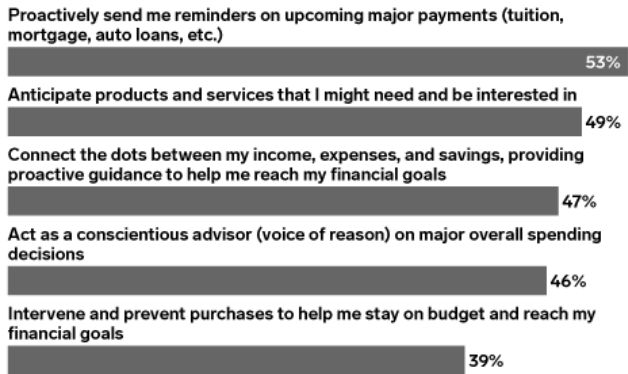 Proactively send me reminders on upcoming major payments (tuition,
mortgage, auto loans, etc.)
53%
Anticipate products and services that I might need and be interested in
49%
Connect the dots between my income, expenses, and savings, providing
proactive guidance to help me reach my financial goals
47%
Act as a conscientious advisor (voice of reason) on major overall spending
decisions
46%
Intervene and prevent purchases to help me stay on budget and reach my
financial goals
39%